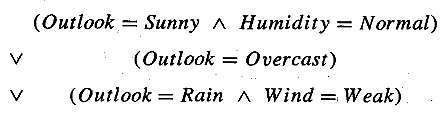 (Outlook = Sunny ∧ Humidity = Normal)
∨ (Outlook = Overcast)
∨ (Outlook = Rain ∧ Wind = Weak)